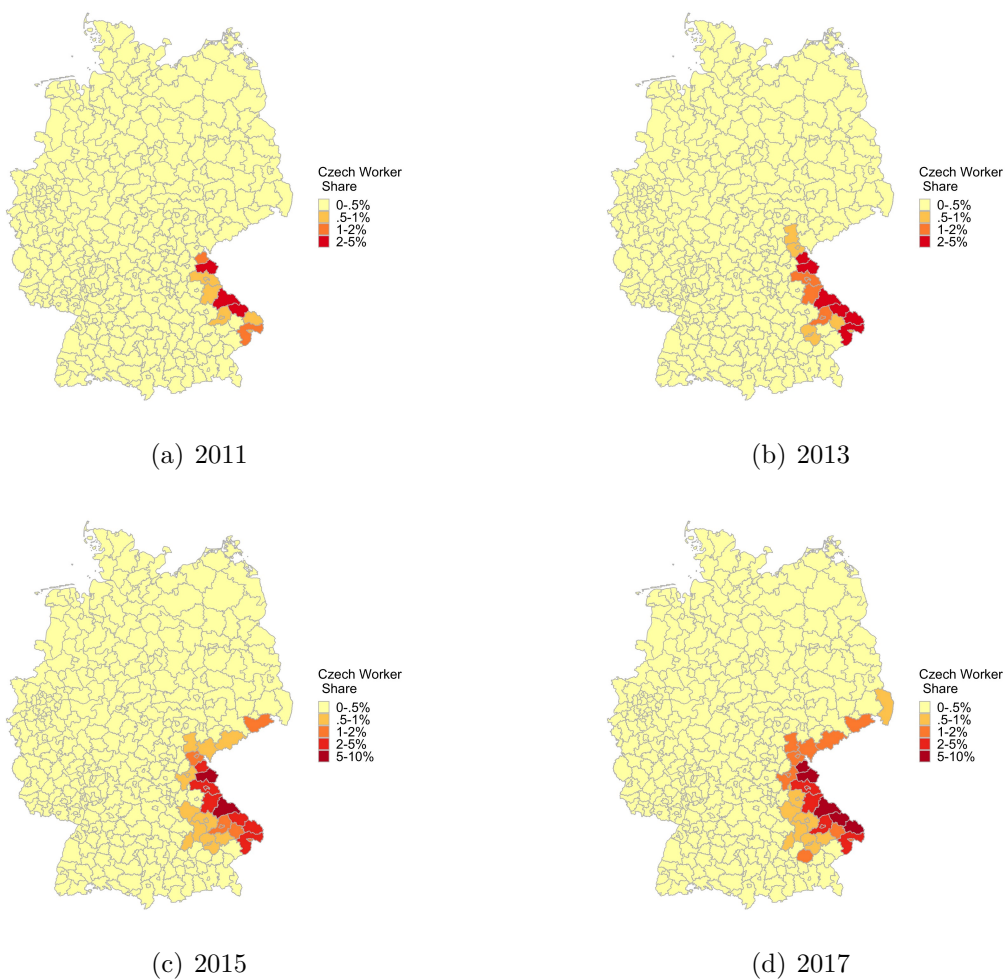 Czech Worker
Share
0-.5%
.5-1%
1-2%
2-5%
(a) 2011
Czech Worker
Share
0-.5%
.5-1%
1-2%
2-5%
(b) 2013
Czech Worker
Share
0-.5%
.5-1%
1-2%
2-5%
5-10%
(c) 2015
Czech Worker
Share
0-.5%
.5-1%
1-2%
2-5%
5-10%
(d) 2017